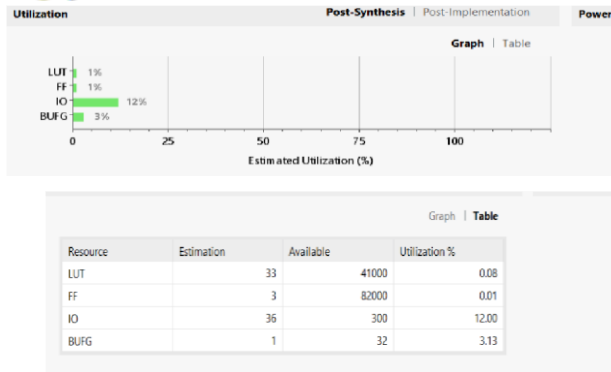 Utilization Post-Synthesis | Post-Implementation Power
Graph | Table
LUT 1%
FF 1%
IO 12%
BUFG 3%
0 25 50 75 100
Estimated Utilization (%)
Graph | Table
Resource Estimation Available Utilization %
LUT 33 41000 0.08
FF 3 82000 0.01
IO 36 300 12.00
BUFG 1 32 3.13